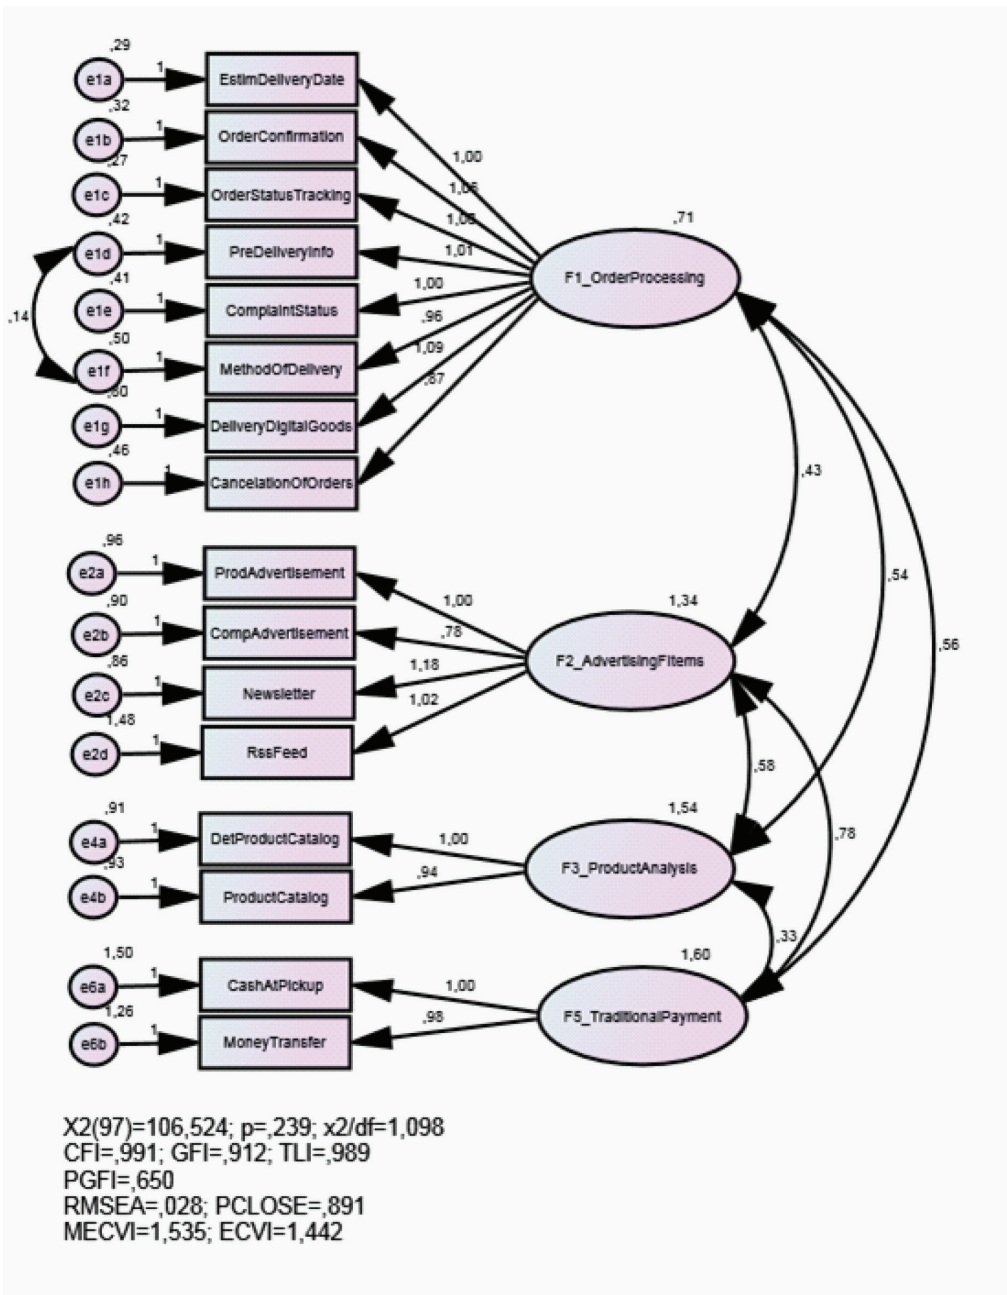 ,29
e1a 1 EstimDeliveryDate
,32
e1b 1 OrderConfirmation
,27
e1c 1 OrderStatusTracking
,42
e1d 1 PreDeliveryInfo
,41
e1e 1 ComplaintStatus
,14
,50
e1f 1 MethodOfDelivery
e1g 1 DeliveryDigitalGoods
,46
e1h 1 CancelationOfOrders
1,00
1,01
1,00
,96
1,09
,87
,71
F1_OrderProcessing
,43
,54
,56
,96
e2a 1 ProdAdvertisement
,90
e2b 1 CompAdvertisement
,86
e2c 1 Newsletter
1,48
e2d 1 RssFeed
1,00
,78
1,18
1,02
1,34
F2_AdvertisingFItems
,58
,78
,91
e4a 1 DetProductCatalog
,93
e4b 1 ProductCatalog
1,00
,94
1,54
F3_ProductAnalysis
,33
1,50
e6a 1 CashAtPickup
1,26
e6b 1 MoneyTransfer
1,00
,98
1,60
F5_TraditionalPayment
X2(97)=106,524; p=,239; x2/df=1,098
CFI=,991; GFI=,912; TLI=,989
PGFI=,650
RMSEA=,028; PCLOSE=,891
MECVI=1,535; ECVI=1,442